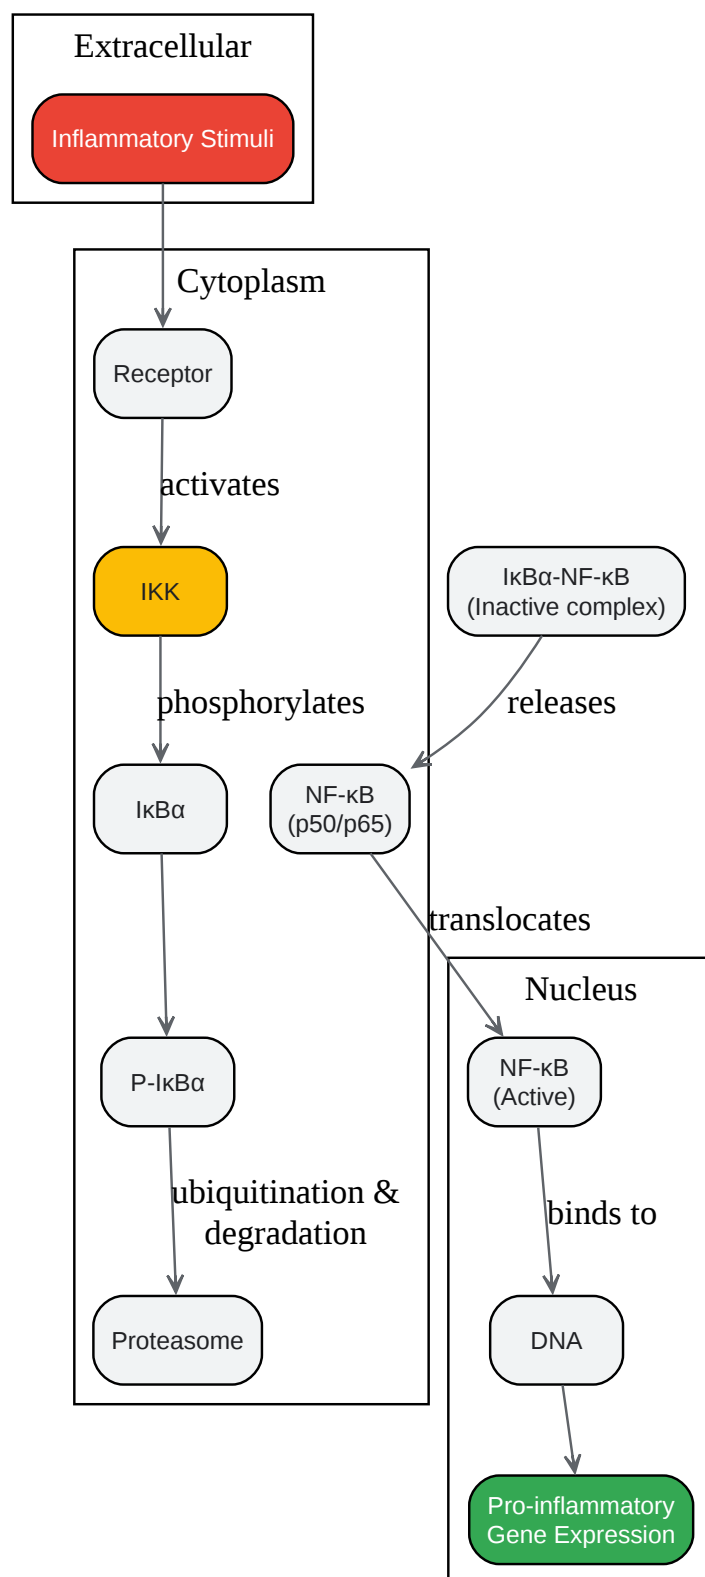 Extracellular
Inflammatory Stimuli
Cytoplasm
Receptor
activates
IKK
IκBα-NF-κB
(Inactive complex)
phosphorylates
releases
IκBα
NF-κB
(p50/p65)
translocates
Nucleus
P-IκBα
NF-κB
(Active)
ubiquitination &
degradation
binds to
Proteasome
DNA
Pro-inflammatory
Gene Expression